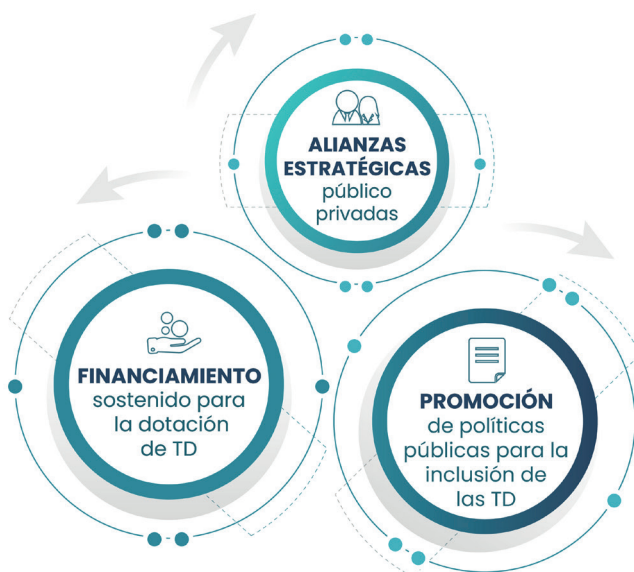 ALIANZAS
ESTRATÉGICAS
público
privadas
FINANCIAMIENTO
sostenido para
la dotación
de TD
PROMOCIÓN
de políticas
públicas para la
inclusión de
las TD